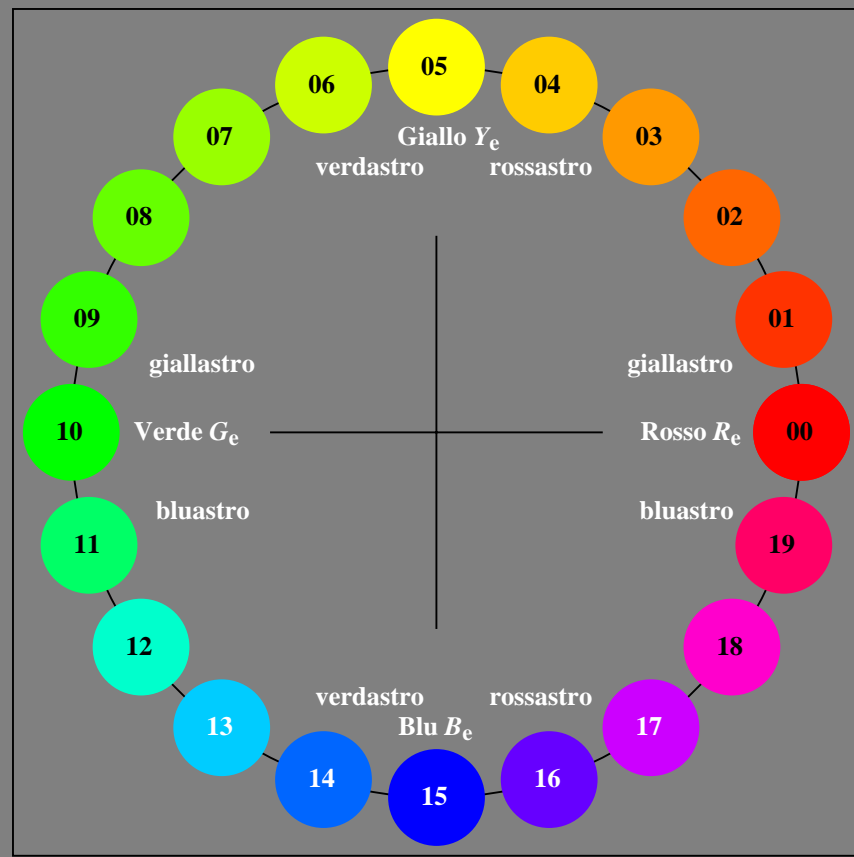 05
06
04
07
Giallo Ye
03
verdastro
rossastro
08
02
09
01
giallastro
giallastro
10
Verde Ge
Rosso Re
00
bluastro
bluastro
11
19
12
18
verdastro
rossastro
13
Blu Be
17
14
16
15